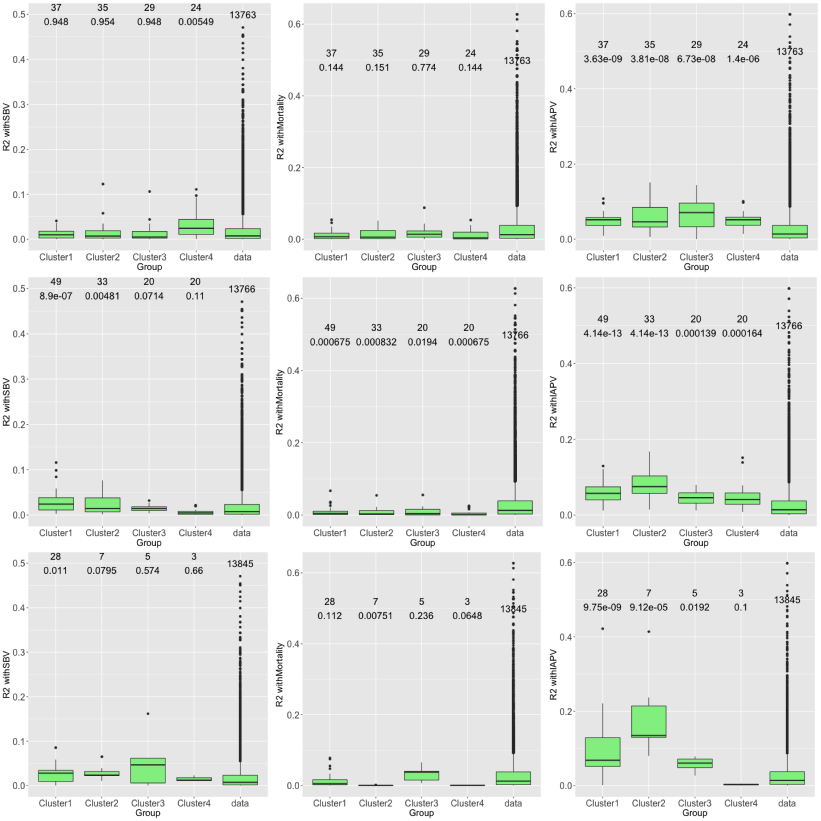 37 35 29 24 13763
0.948 0.954 0.948 0.00549
0.5
0.4
0.3
0.2
0.1
0.0
R2 withSBV
Cluster1 Cluster2 Cluster3 Cluster4 data
Group
37 35 29 24 13763
0.144 0.151 0.774 0.144
0.6
0.4
0.2
0.0
R2 withMortality
Cluster1 Cluster2 Cluster3 Cluster4 data
Group
37 35 29 24 13763
3.63e-09 3.81e-08 6.73e-08 1.4e-06
0.6
0.4
0.2
0.0
R2 withIAPV
Cluster1 Cluster2 Cluster3 Cluster4 data
Group
49 33 20 20 13766
8.9e-07 0.00481 0.0714 0.11
0.5
0.4
0.3
0.2
0.1
0.0
R2 withSBV
Cluster1 Cluster2 Cluster3 Cluster4 data
Group
49 33 20 20 13766
0.000675 0.000832 0.0194 0.000675
0.6
0.4
0.2
0.0
R2 withMortality
Cluster1 Cluster2 Cluster3 Cluster4 data
Group
49 33 20 20 13766
4.14e-13 4.14e-13 0.000139 0.000164
0.6
0.4
0.2
0.0
R2 withIAPV
Cluster1 Cluster2 Cluster3 Cluster4 data
Group
28 7 5 3 13845
0.011 0.0795 0.574 0.66
0.5
0.4
0.3
0.2
0.1
0.0
R2 withSBV
Cluster1 Cluster2 Cluster3 Cluster4 data
Group
28 7 5 3 13845
0.112 0.00751 0.236 0.0648
0.6
0.4
0.2
0.0
R2 withMortality
Cluster1 Cluster2 Cluster3 Cluster4 data
Group
28 7 5 3 13845
9.75e-09 9.12e-05 0.0192 0.1
0.6
0.4
0.2
0.0
R2 withIAPV
Cluster1 Cluster2 Cluster3 Cluster4 data
Group